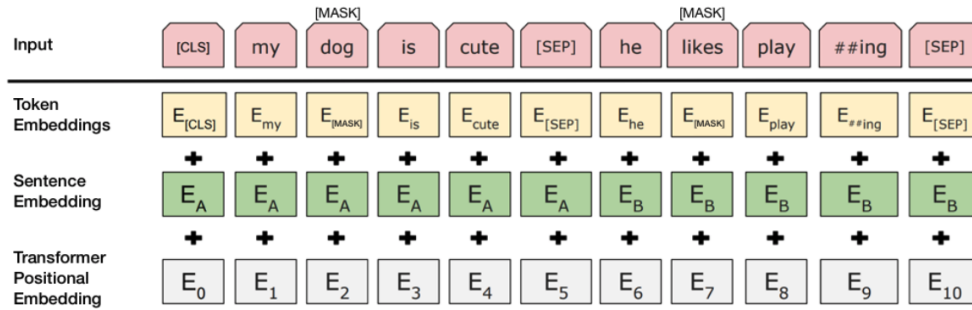 [MASK] [MASK]
Input [CLS] my dog is cute [SEP] he likes play ##ing [SEP]
Token
Embeddings
E[CLS] Emy E[MASK] Eis Ecute E[SEP] Ehe E[MASK] Eplay E##ing E[SEP]
+ + + + + + + + + + +
Sentence
Embedding
EA EA EA EA EA EA EB EB EB EB EB
+ + + + + + + + + + +
Transformer
Positional
Embedding
E0 E1 E2 E3 E4 E5 E6 E7 E8 E9 E10